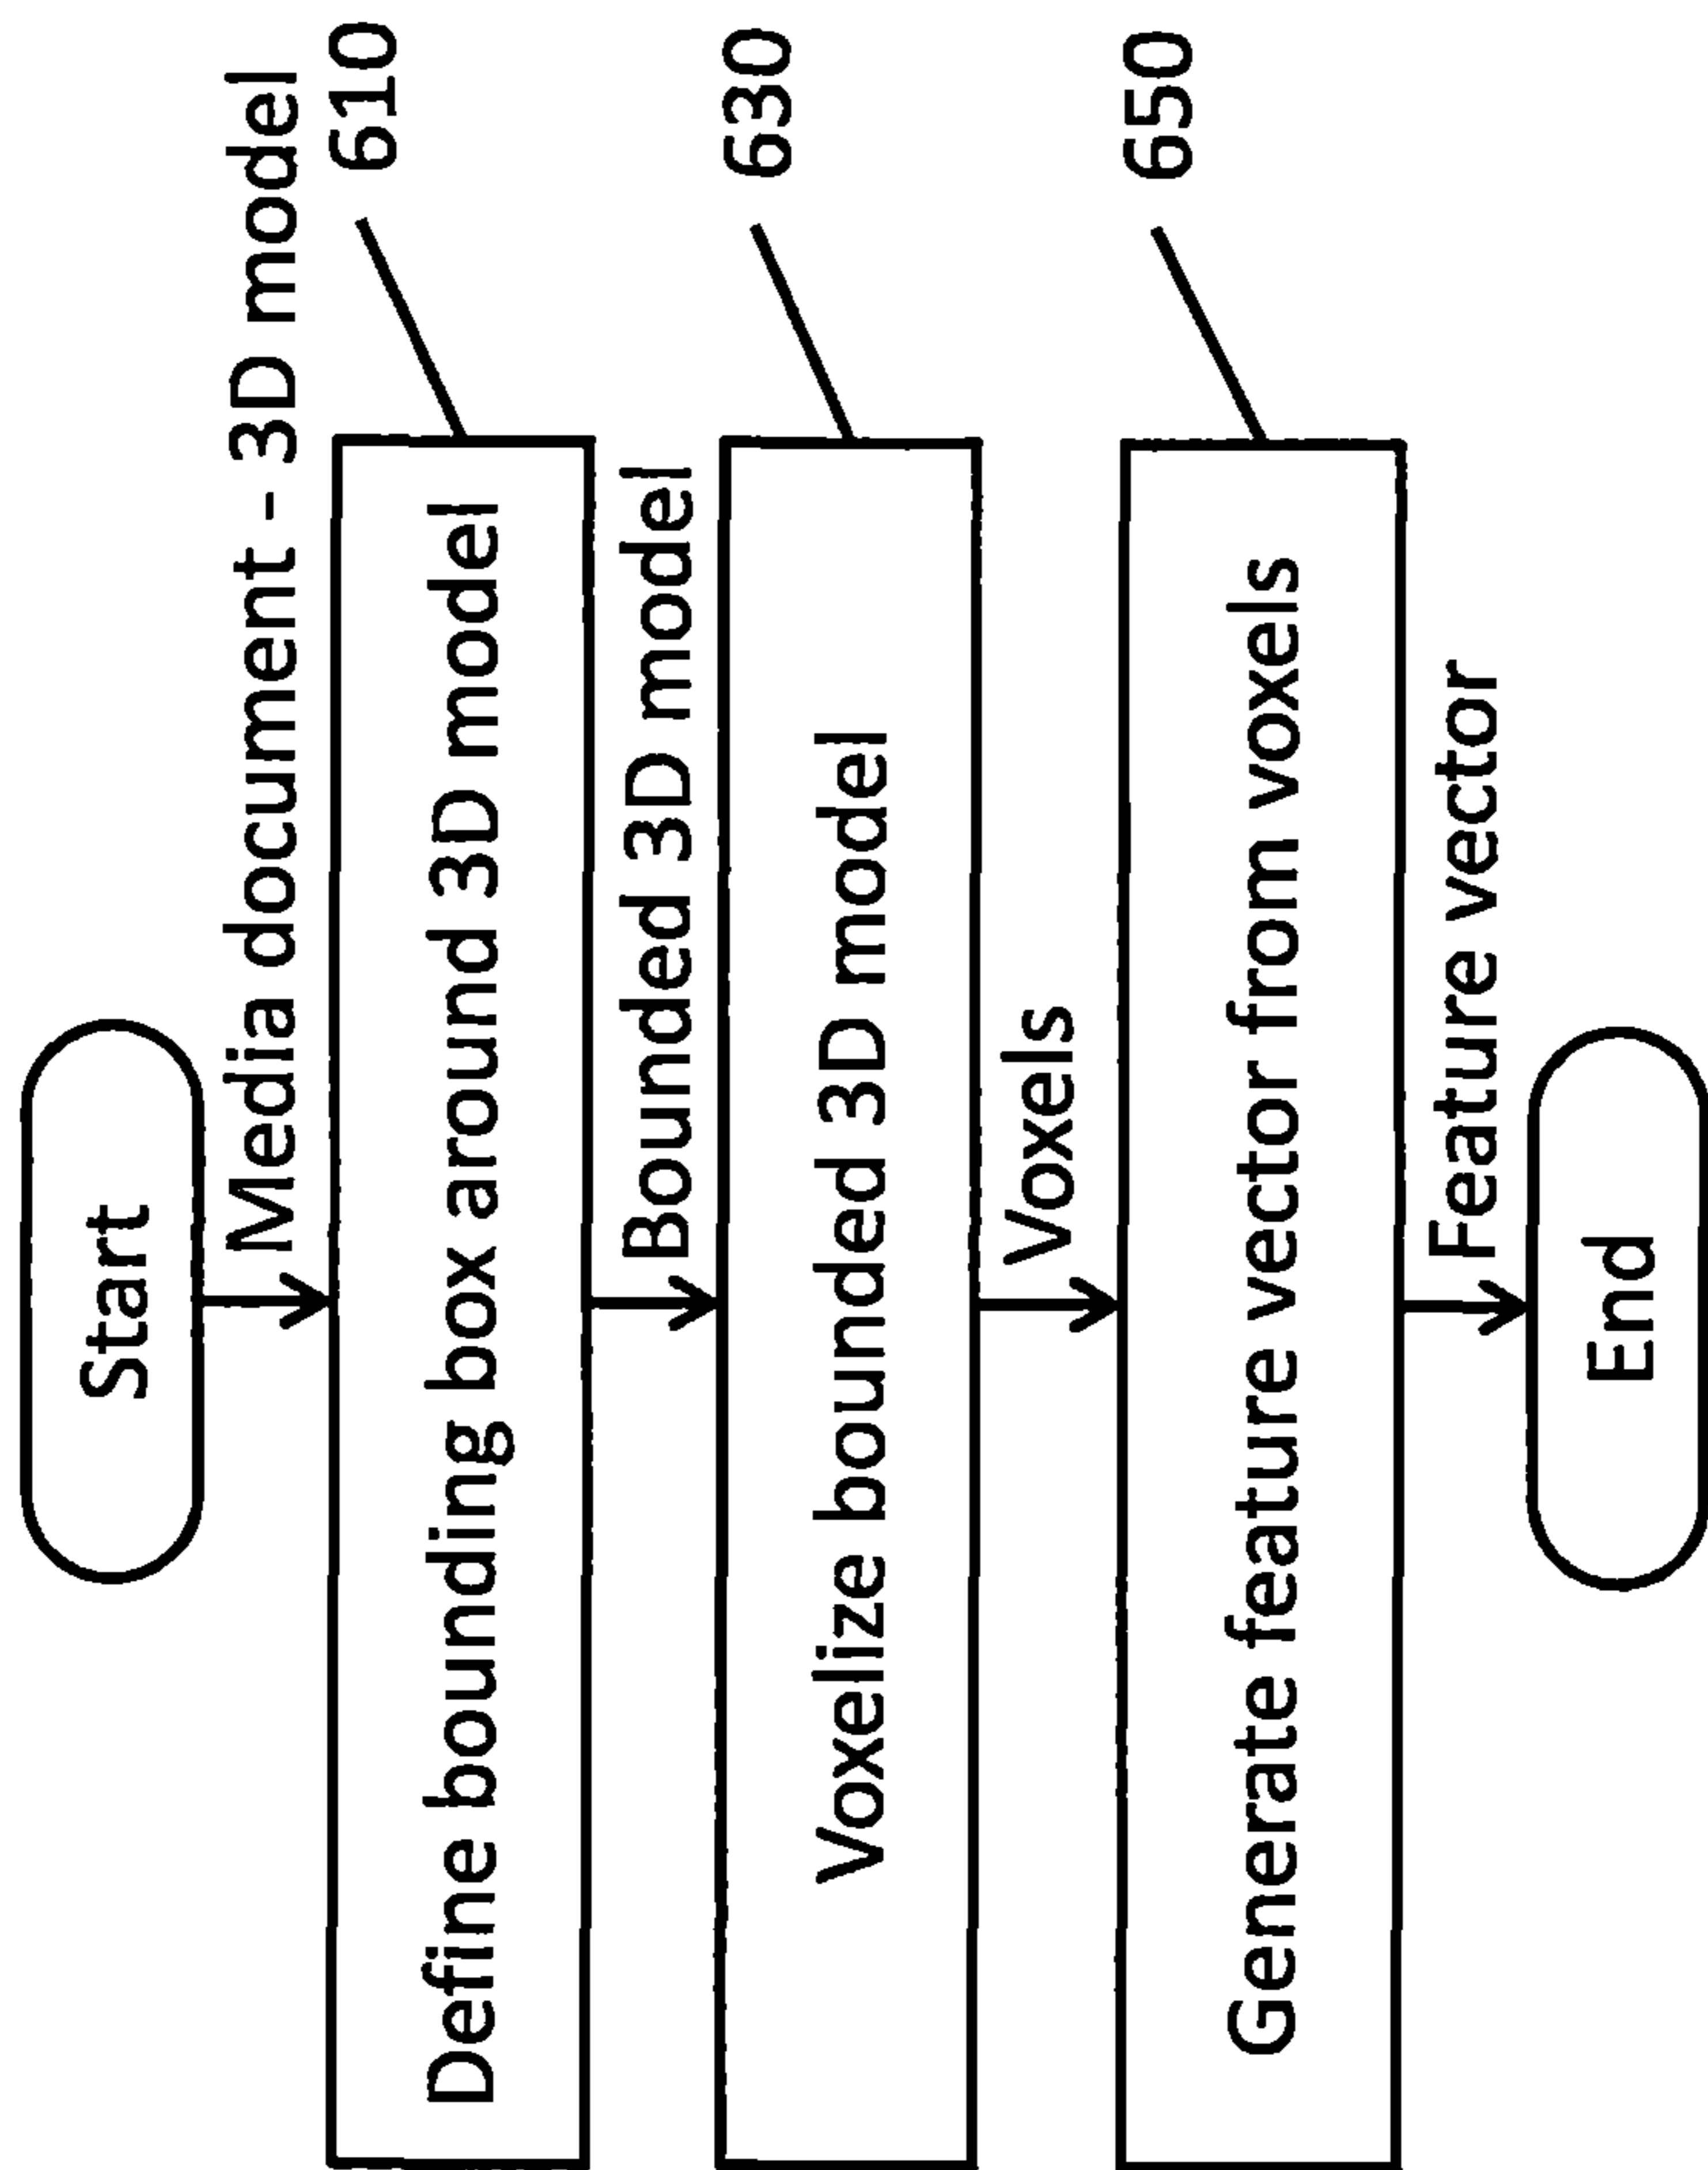 Start
Media document - 3D model
610
Define bounding box around 3D model
Bounded 3D model
630
Voxelize bounded 3D model
Voxels
650
Generate feature vector from voxels
Feature vector
End